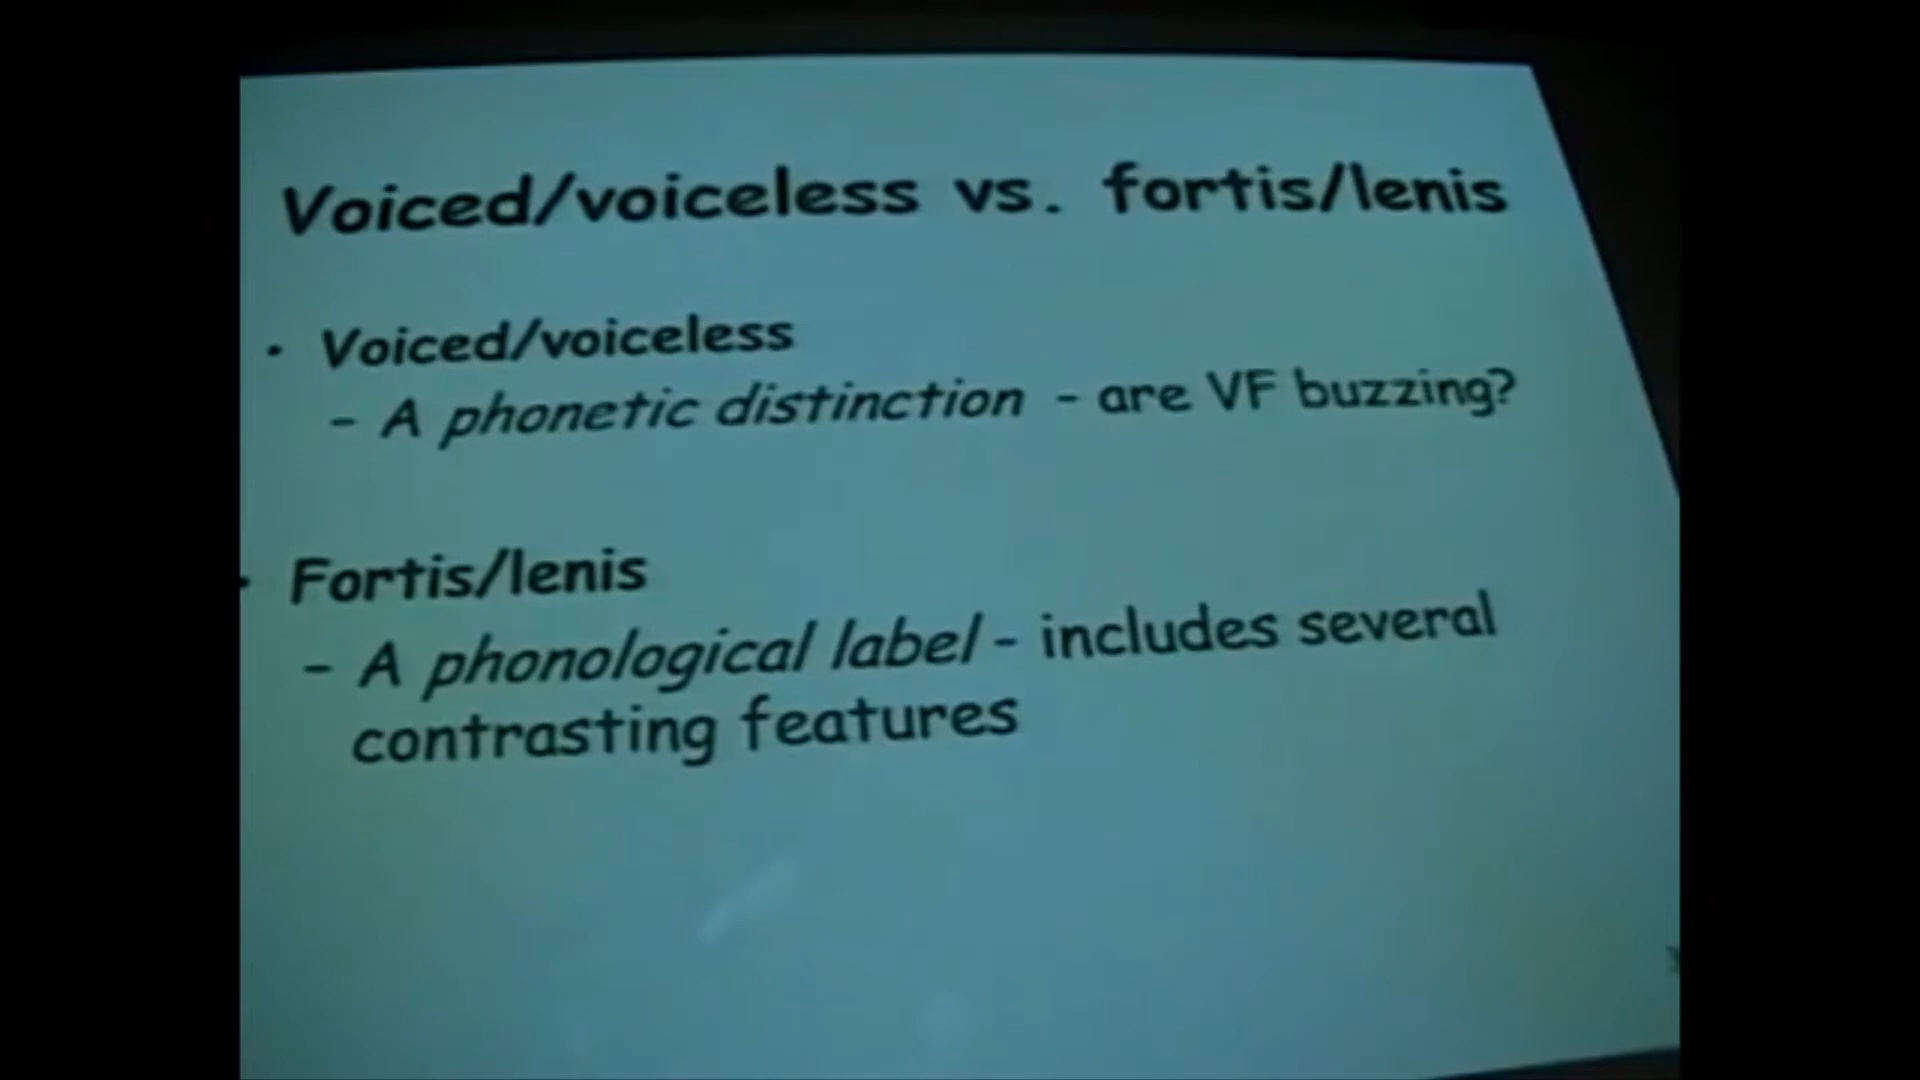 Voiced/voiceless vs. fortis/lenis
• Voiced/voiceless
– A phonetic distinction - are VF buzzing?
• Fortis/lenis
– A phonological label - includes several
contrasting features